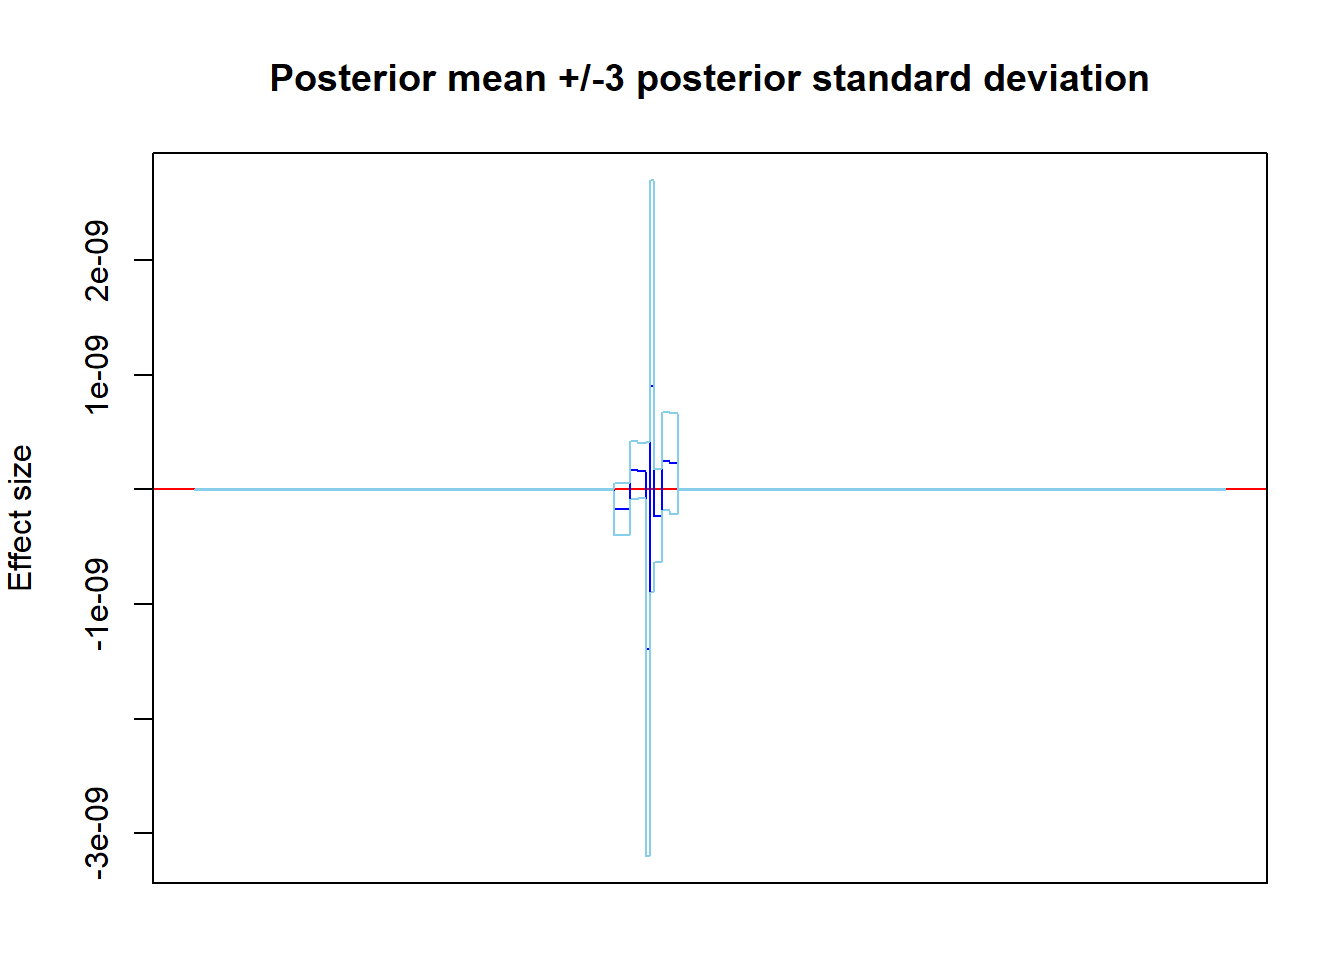 Posterior mean +/-3 posterior standard deviation
2e-09
1e-09
-1e-09
-3e-09
Effect size